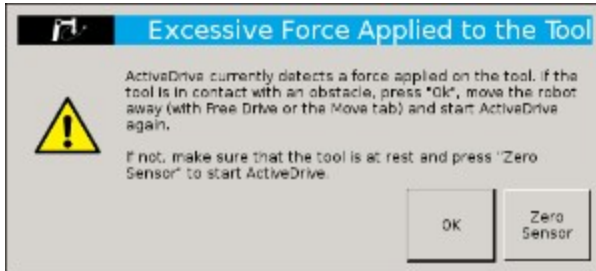 Excessive Force Applied to the Tool
ActiveDrive currently detects a force applied on the tool. If the
tool is in contact with an obstacle, press "Ok", move the robot
away (with Free Drive or the Move tab) and start ActiveDrive
again.
If not, make sure that the tool is at rest and press "Zero
Sensor" to start ActiveDrive.
OK
Zero
Sensor